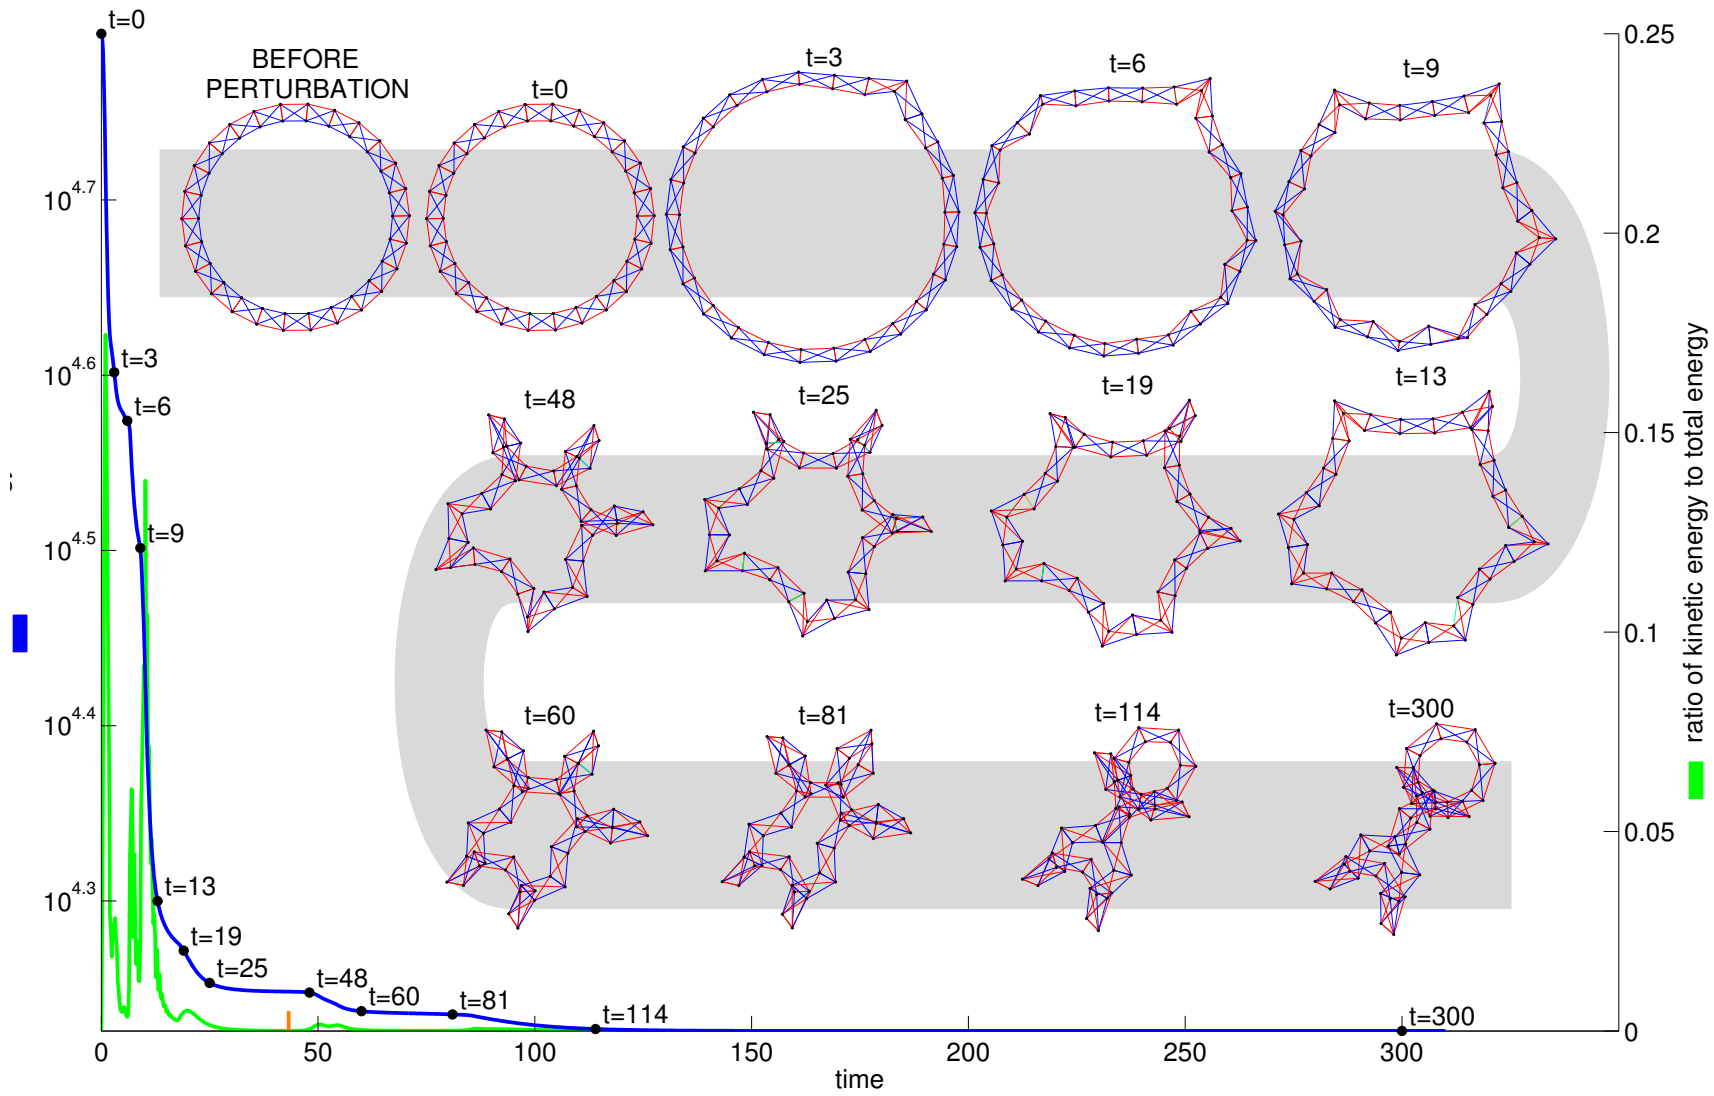 t=0
BEFORE
PERTURBATION
t=0
t=3
t=6
t=9
0.25
10^4.7
0.2
t=3
t=6
10^4.6
t=48
t=25
t=19
t=13
0.15
t=9
10^4.5
0.1
ratio of kinetic energy to total energy
t=60
t=81
t=114
t=300
10^4.4
10^4.3
t=13
0.05
t=19
t=25
t=48
t=60
t=81
t=114
t=300
0
0
50
100
150
200
250
300
time